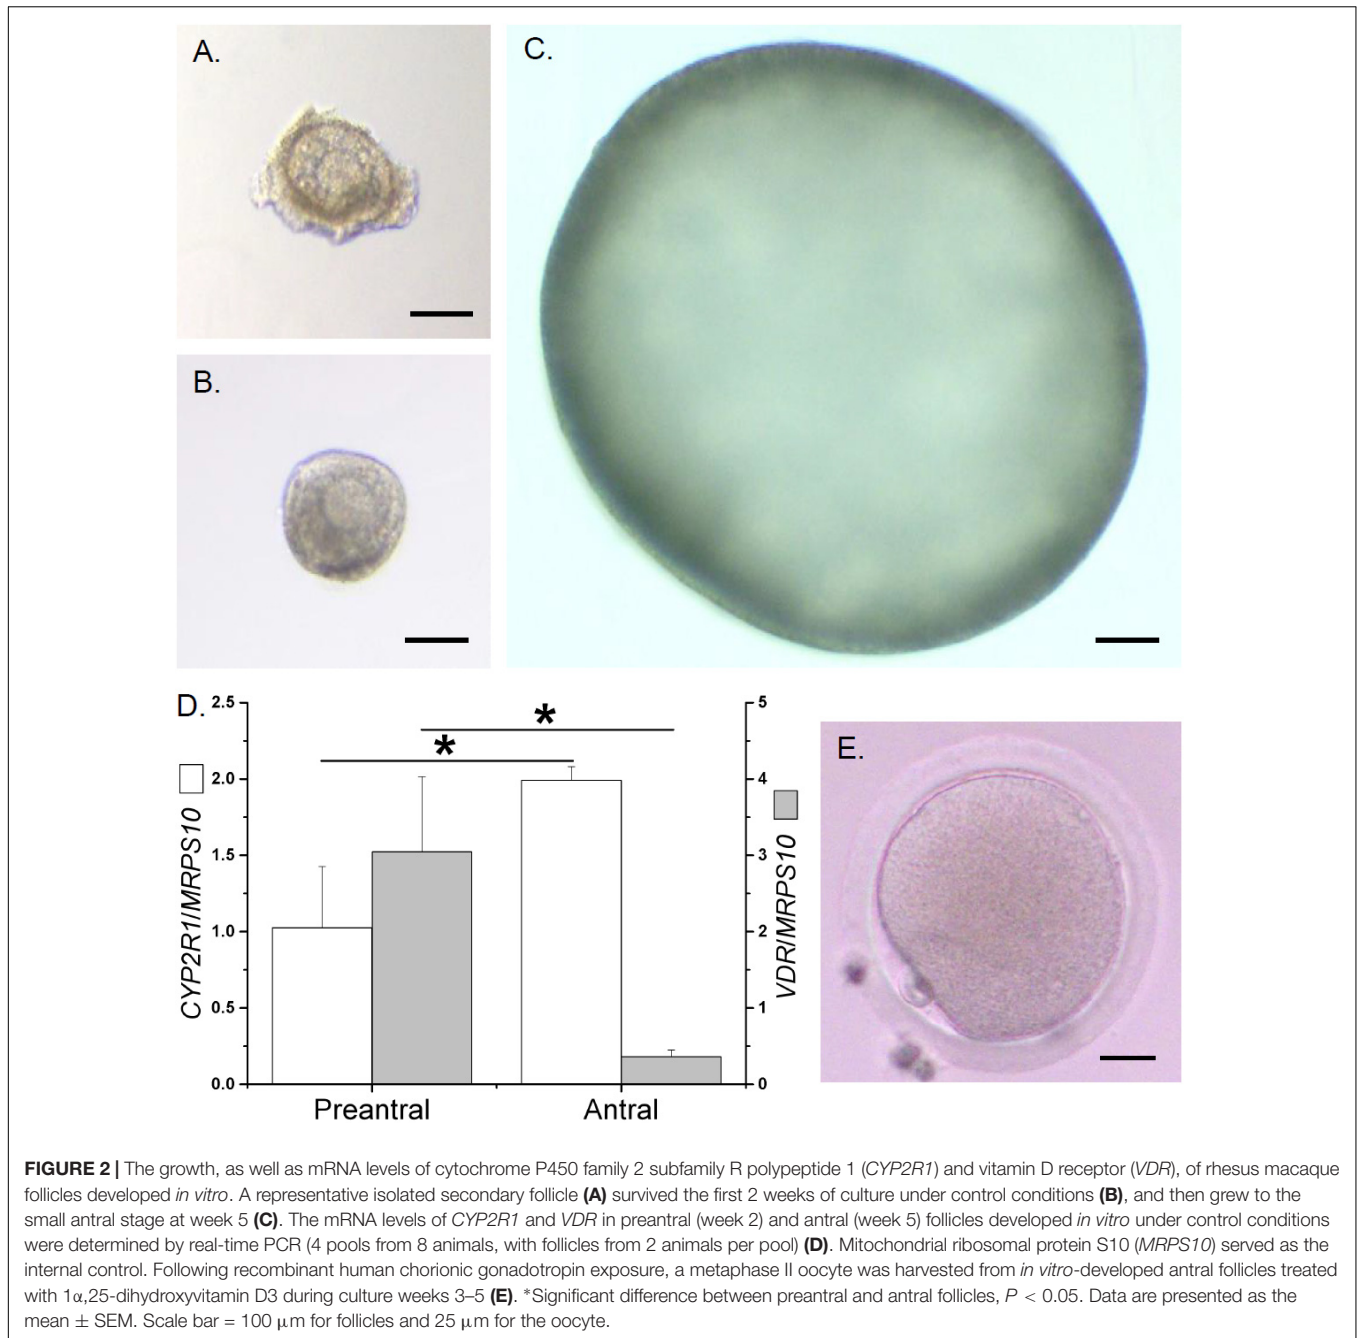 A.
C.
B.
D.
2.5
2.0
1.5
1.0
0.5
0.0
CYP2R1/MRPS10
*
*
5
4
3
2
1
0
VDR/MRPS10
Preantral
Antral
E.
FIGURE 2 | The growth, as well as mRNA levels of cytochrome P450 family 2 subfamily R polypeptide 1 (CYP2R1) and vitamin D receptor (VDR), of rhesus macaque
follicles developed in vitro. A representative isolated secondary follicle (A) survived the first 2 weeks of culture under control conditions (B), and then grew to the
small antral stage at week 5 (C). The mRNA levels of CYP2R1 and VDR in preantral (week 2) and antral (week 5) follicles developed in vitro under control conditions
were determined by real-time PCR (4 pools from 8 animals, with follicles from 2 animals per pool) (D). Mitochondrial ribosomal protein S10 (MRPS10) served as the
internal control. Following recombinant human chorionic gonadotropin exposure, a metaphase II oocyte was harvested from in vitro-developed antral follicles treated
with 1α,25-dihydroxyvitamin D3 during culture weeks 3–5 (E). *Significant difference between preantral and antral follicles, P < 0.05. Data are presented as the
mean ± SEM. Scale bar = 100 μm for follicles and 25 μm for the oocyte.